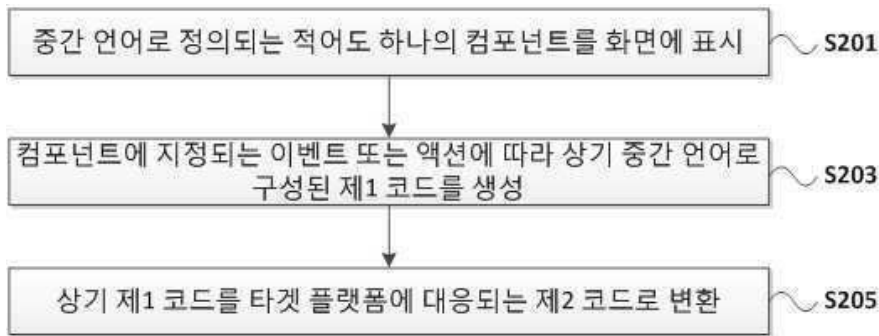 중간 언어로 정의되는 적어도 하나의 컴포넌트를 화면에 표시
S201
컴포넌트에 지정되는 이벤트 또는 액션에 따라 상기 중간 언어로
구성된 제1 코드를 생성
S203
상기 제1 코드를 타겟 플랫폼에 대응되는 제2 코드로 변환
S205